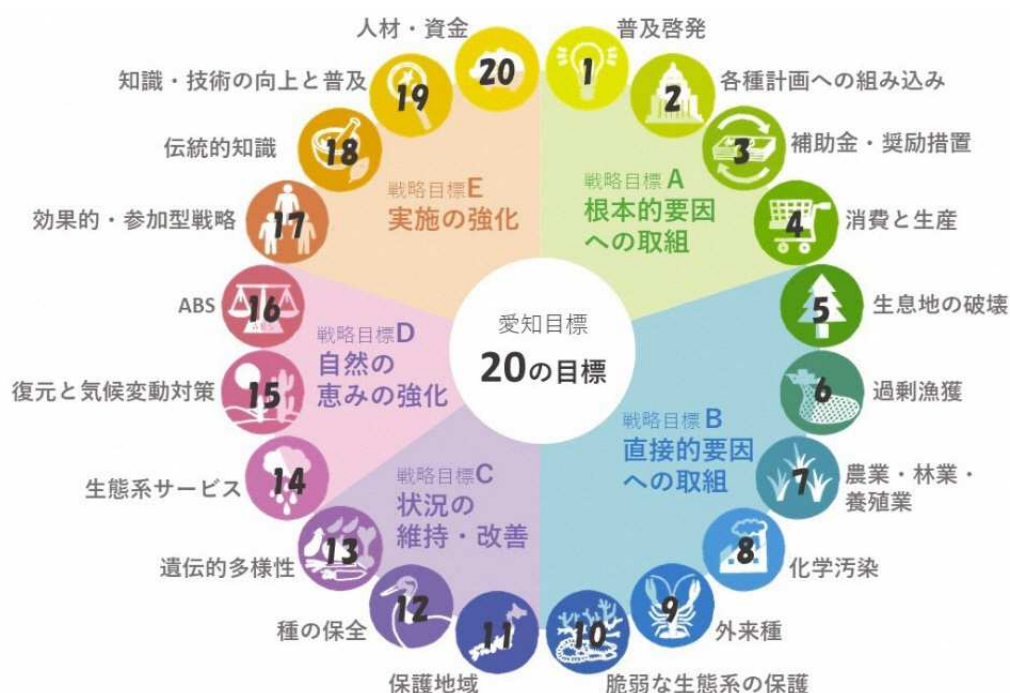 愛知目標
20の目標
戦略目標A
根本的要因
への取組
1
普及啓発
2
各種計画への組み込み
3
補助金・奨励措置
4
消費と生産
戦略目標B
直接的要因
への取組
5
生息地の破壊
6
過剰漁獲
7
農業・林業・
養殖業
8
化学汚染
9
外来種
10
脆弱な生態系の保護
戦略目標C
状況の
維持・改善
11
保護地域
12
種の保全
13
遺伝的多様性
戦略目標D
自然の
恵みの強化
14
生態系サービス
15
復元と気候変動対策
16
ABS
戦略目標E
実施の強化
17
効果的・参加型戦略
18
伝統的知識
19
知識・技術の向上と普及
20
人材・資金